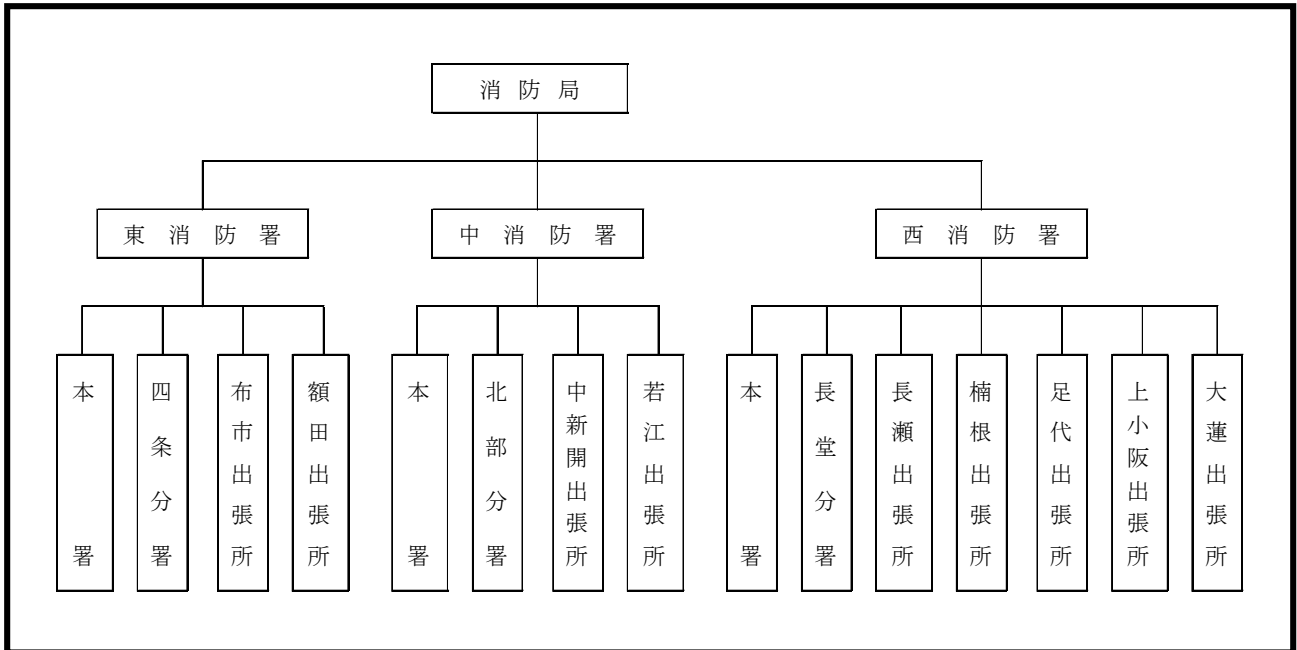 消防局
東消防署
中消防署
西消防署
本署
四条分署
布市出張所
額田出張所
本署
北部分署
中新開出張所
若江出張所
本署
長堂分署
長瀬出張所
楠根出張所
足代出張所
上小阪出張所
大蓮出張所